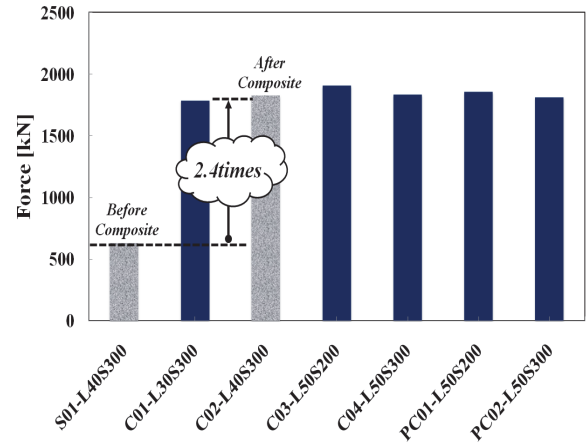 Force [kN]
2500
2000
1500
1000
500
0
After
Composite
2.4times
Before
Composite
S01-L40S300
C01-L30S300
C02-L40S300
C03-L50S200
C04-L50S300
PC01-L50S200
PC02-L50S300